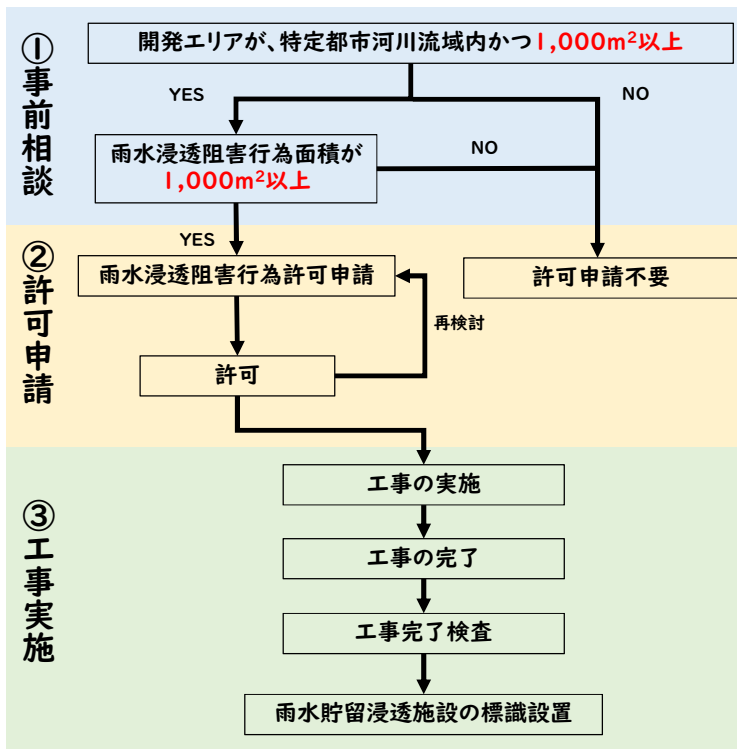 ①事前相談
開発エリアが、特定都市河川流域内かつ1,000m²以上
YES
NO
雨水浸透阻害行為面積が
1,000m²以上
NO
YES
②許可申請
雨水浸透阻害行為許可申請
許可申請不要
再検討
許可
③工事実施
工事の実施
工事の完了
工事完了検査
雨水貯留浸透施設の標識設置